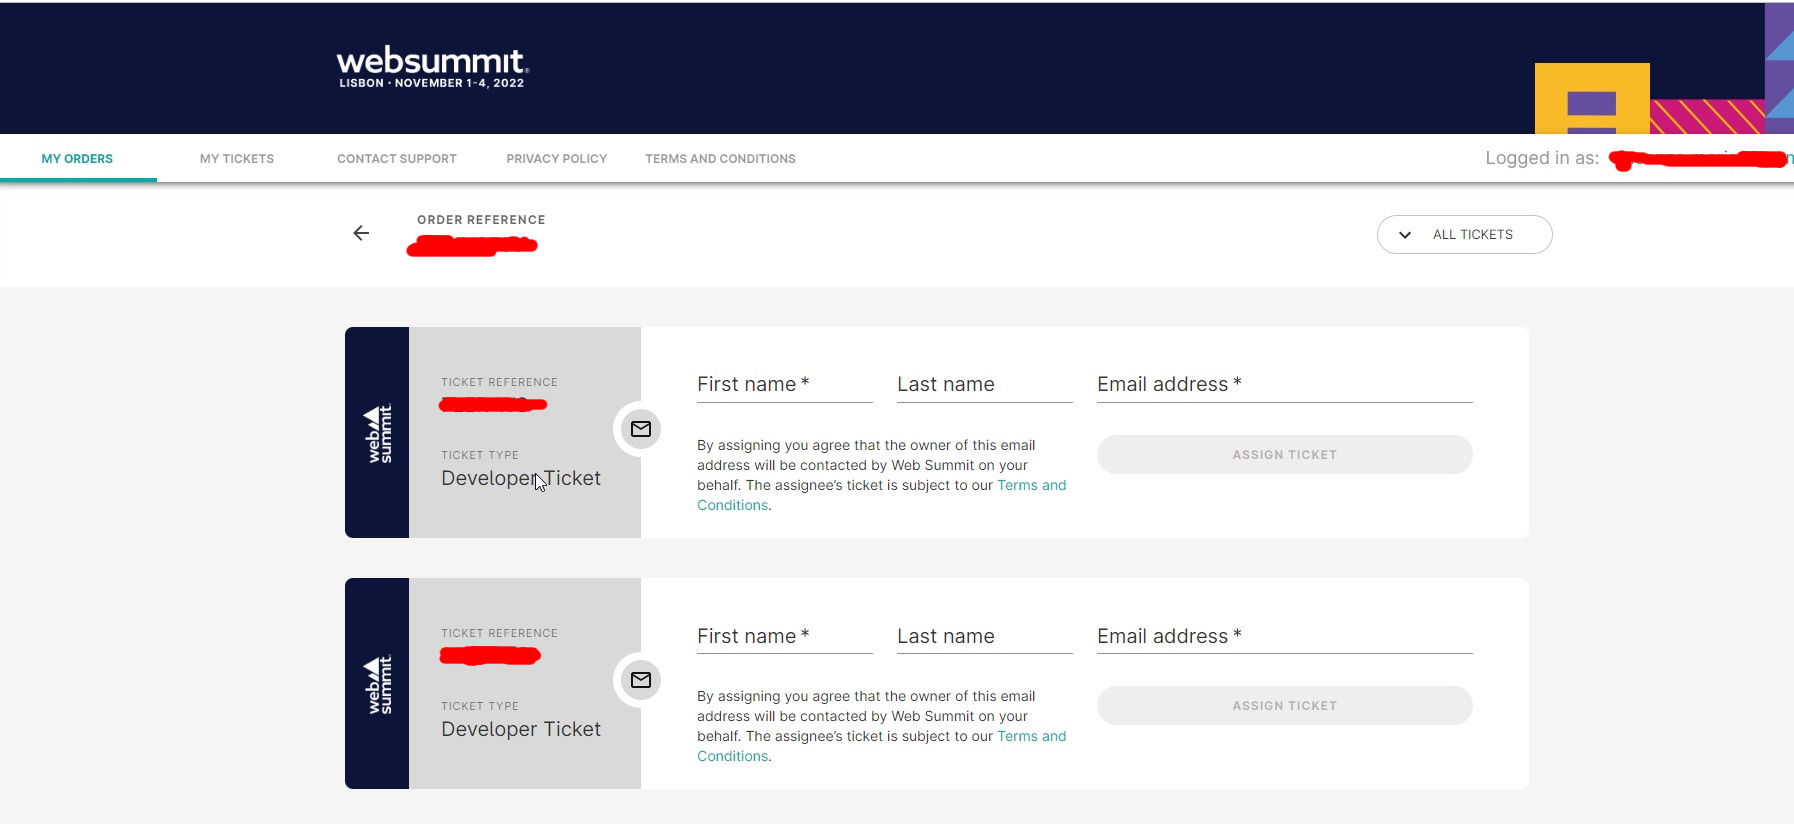 websummit
LISBON · NOVEMBER 1-4, 2022
MY ORDERS
MY TICKETS
CONTACT SUPPORT
PRIVACY POLICY
TERMS AND CONDITIONS
Logged in as:
ORDER REFERENCE
ALL TICKETS
web summit
TICKET REFERENCE
TICKET TYPE
Developer Ticket
First name *
Last name
Email address *
By assigning you agree that the owner of this email
address will be contacted by Web Summit on your
behalf. The assignee's ticket is subject to our Terms and
Conditions.
ASSIGN TICKET
web summit
TICKET REFERENCE
TICKET TYPE
Developer Ticket
First name *
Last name
Email address *
By assigning you agree that the owner of this email
address will be contacted by Web Summit on your
behalf. The assignee's ticket is subject to our Terms and
Conditions.
ASSIGN TICKET